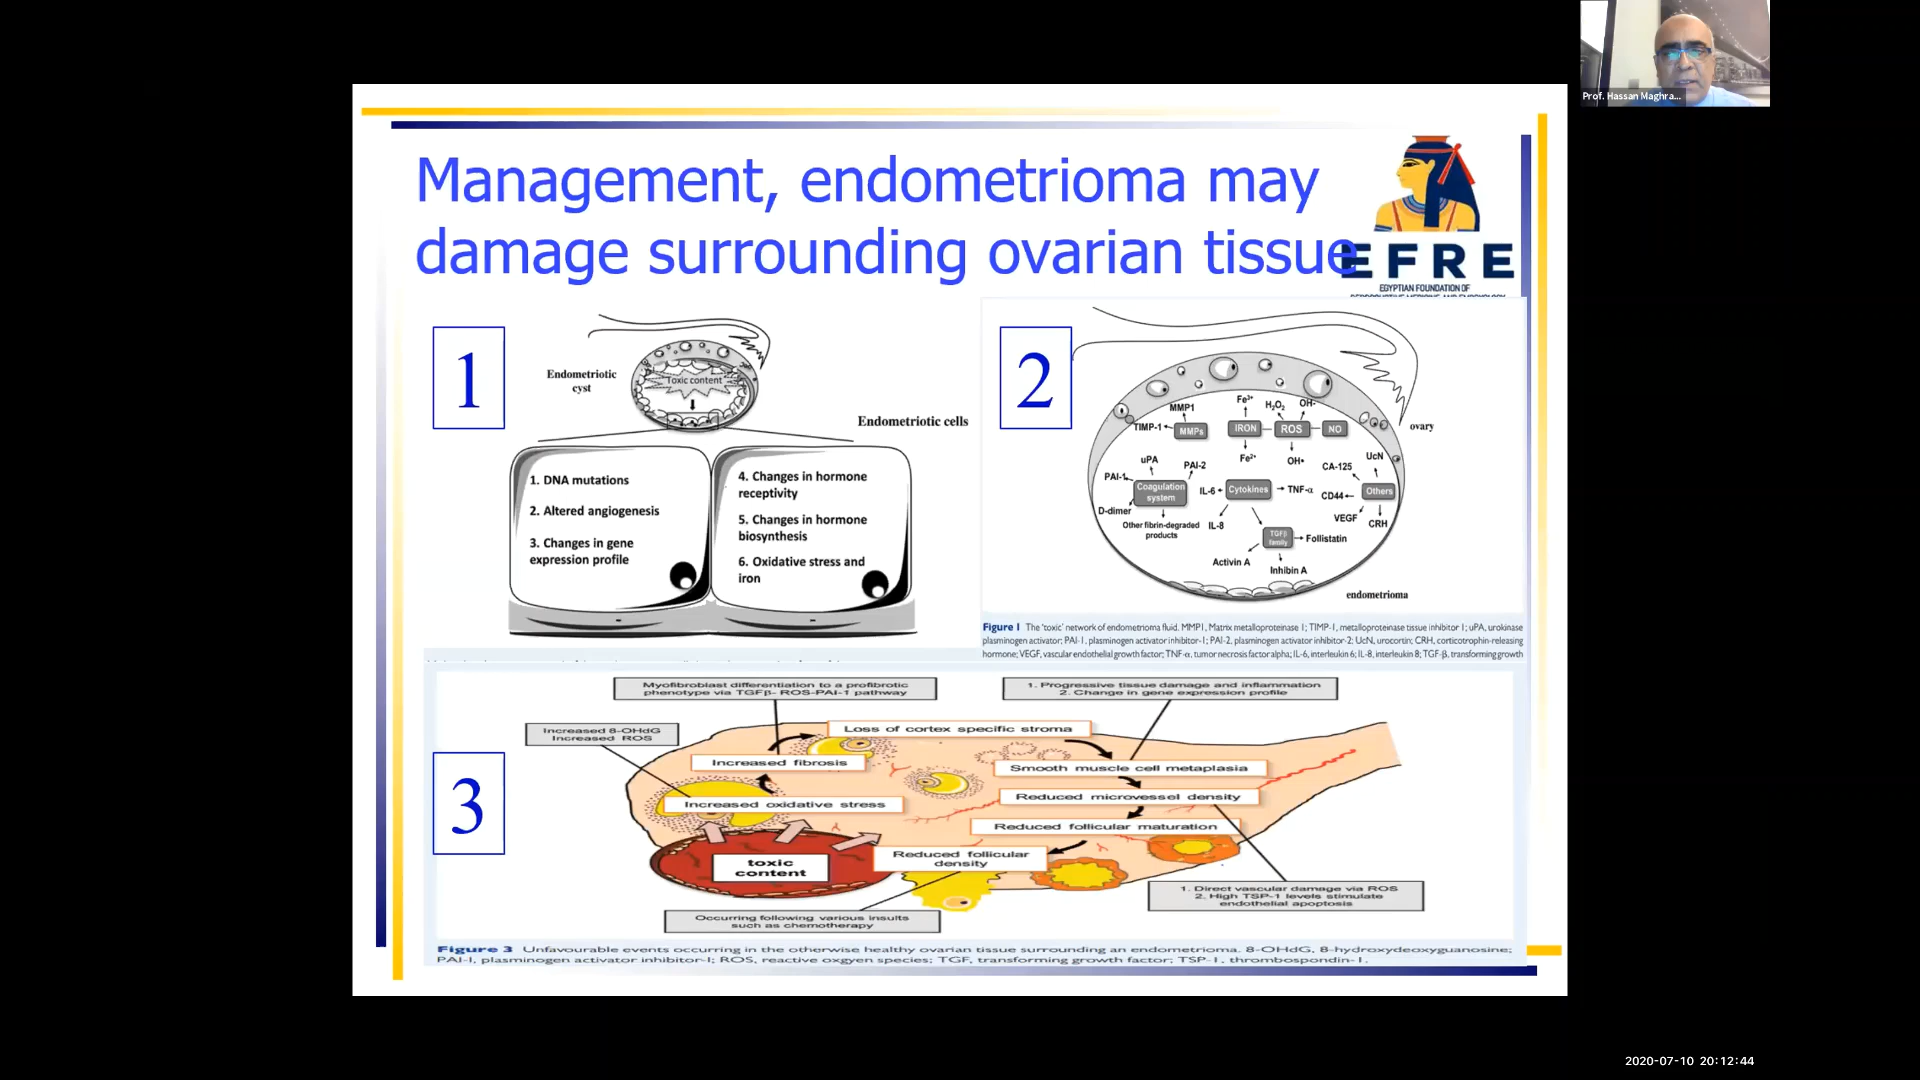 Prof. Hassan Maghra...
Management, endometrioma may
damage surrounding ovarian tissue
EFRE
EGYPTIAN FOUNDATION OF
1
Endometriotic
cyst
Toxic content
Endometriotic cells
1. DNA mutations
2. Altered angiogenesis
3. Changes in gene
expression profile
4. Changes in hormone
receptivity
5. Changes in hormone
biosynthesis
6. Oxidative stress and
iron
2
ovary
MMP1
TIMP-1
MMPs
Fe³⁺
IRON
Fe²⁺
H₂O₂
OH-
ROS
NO
OH•
uPA
PAI-1
PAI-2
Coagulation
system
D-dimer
Other fibrin-degraded
products
IL-6
Cytokines
TNF-α
IL-8
CA-125
UcN
CD44
Others
VEGF
CRH
TGFβ
family
Follistatin
Activin A
Inhibin A
endometrioma
Figure 1 The 'toxic' network of endometrioma fluid. MMP1, Matrix metalloproteinase 1; TIMP-1, metalloproteinase tissue inhibitor 1; uPA, urokinase
plasminogen activator; PAI-1, plasminogen activator inhibitor-1; PAI-2, plasminogen activator inhibitor-2; UcN, urocortin; CRH, corticotrophin-releasing
hormone; VEGF, vascular endothelial growth factor; TNF-α, tumor necrosis factor alpha; IL-6, interleukin 6; IL-8, interleukin 8; TGF-β, transforming growth
3
Myofibroblast differentiation to a profibrotic
phenotype via TGFβ- ROS-PAI-1 pathway
1. Progressive tissue damage and inflammation
2. Change in gene expression profile
Increased 8-OHdG
Increased ROS
Loss of cortex specific stroma
Increased fibrosis
Smooth muscle cell metaplasia
Increased oxidative stress
Reduced microvessel density
Reduced follicular maturation
toxic
content
Reduced follicular
density
1. Direct vascular damage via ROS
2. High TSP-1 levels stimulate
endothelial apoptosis
Occurring following various insults
such as chemotherapy
Figure 3 Unfavourable events occurring in the otherwise healthy ovarian tissue surrounding an endometrioma. 8-OHdG, 8-hydroxydeoxyguanosine;
PAI-I, plasminogen activator inhibitor-I; ROS, reactive oxgyen species; TGF, transforming growth factor; TSP-1, thrombospondin-1.
2020-07-10 20:12:44